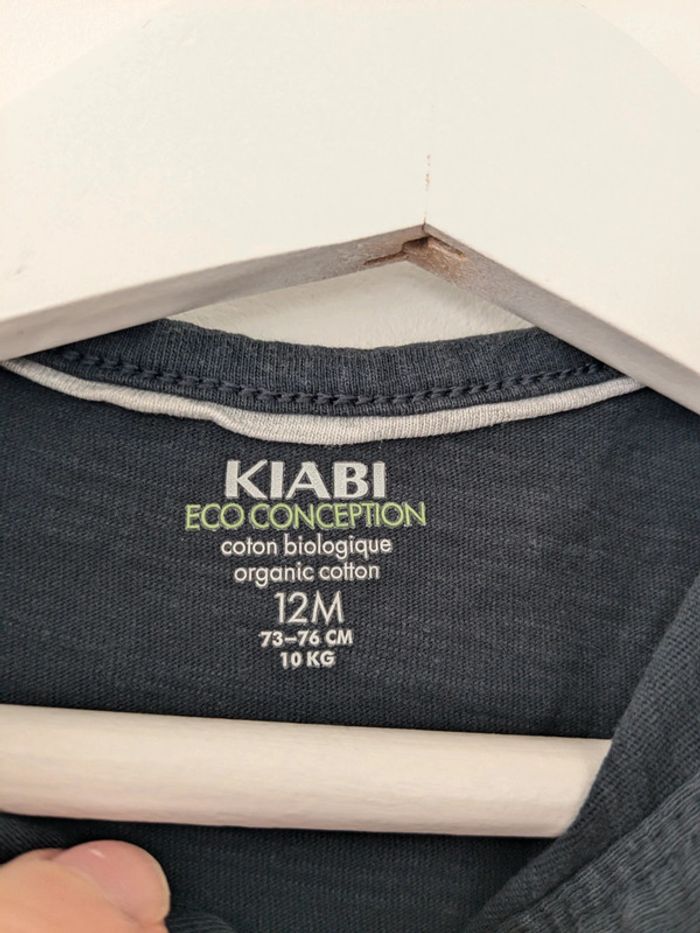 KIABI
ECO CONCEPTION
coton biologique
organic cotton
12M
73–76 CM
10 KG